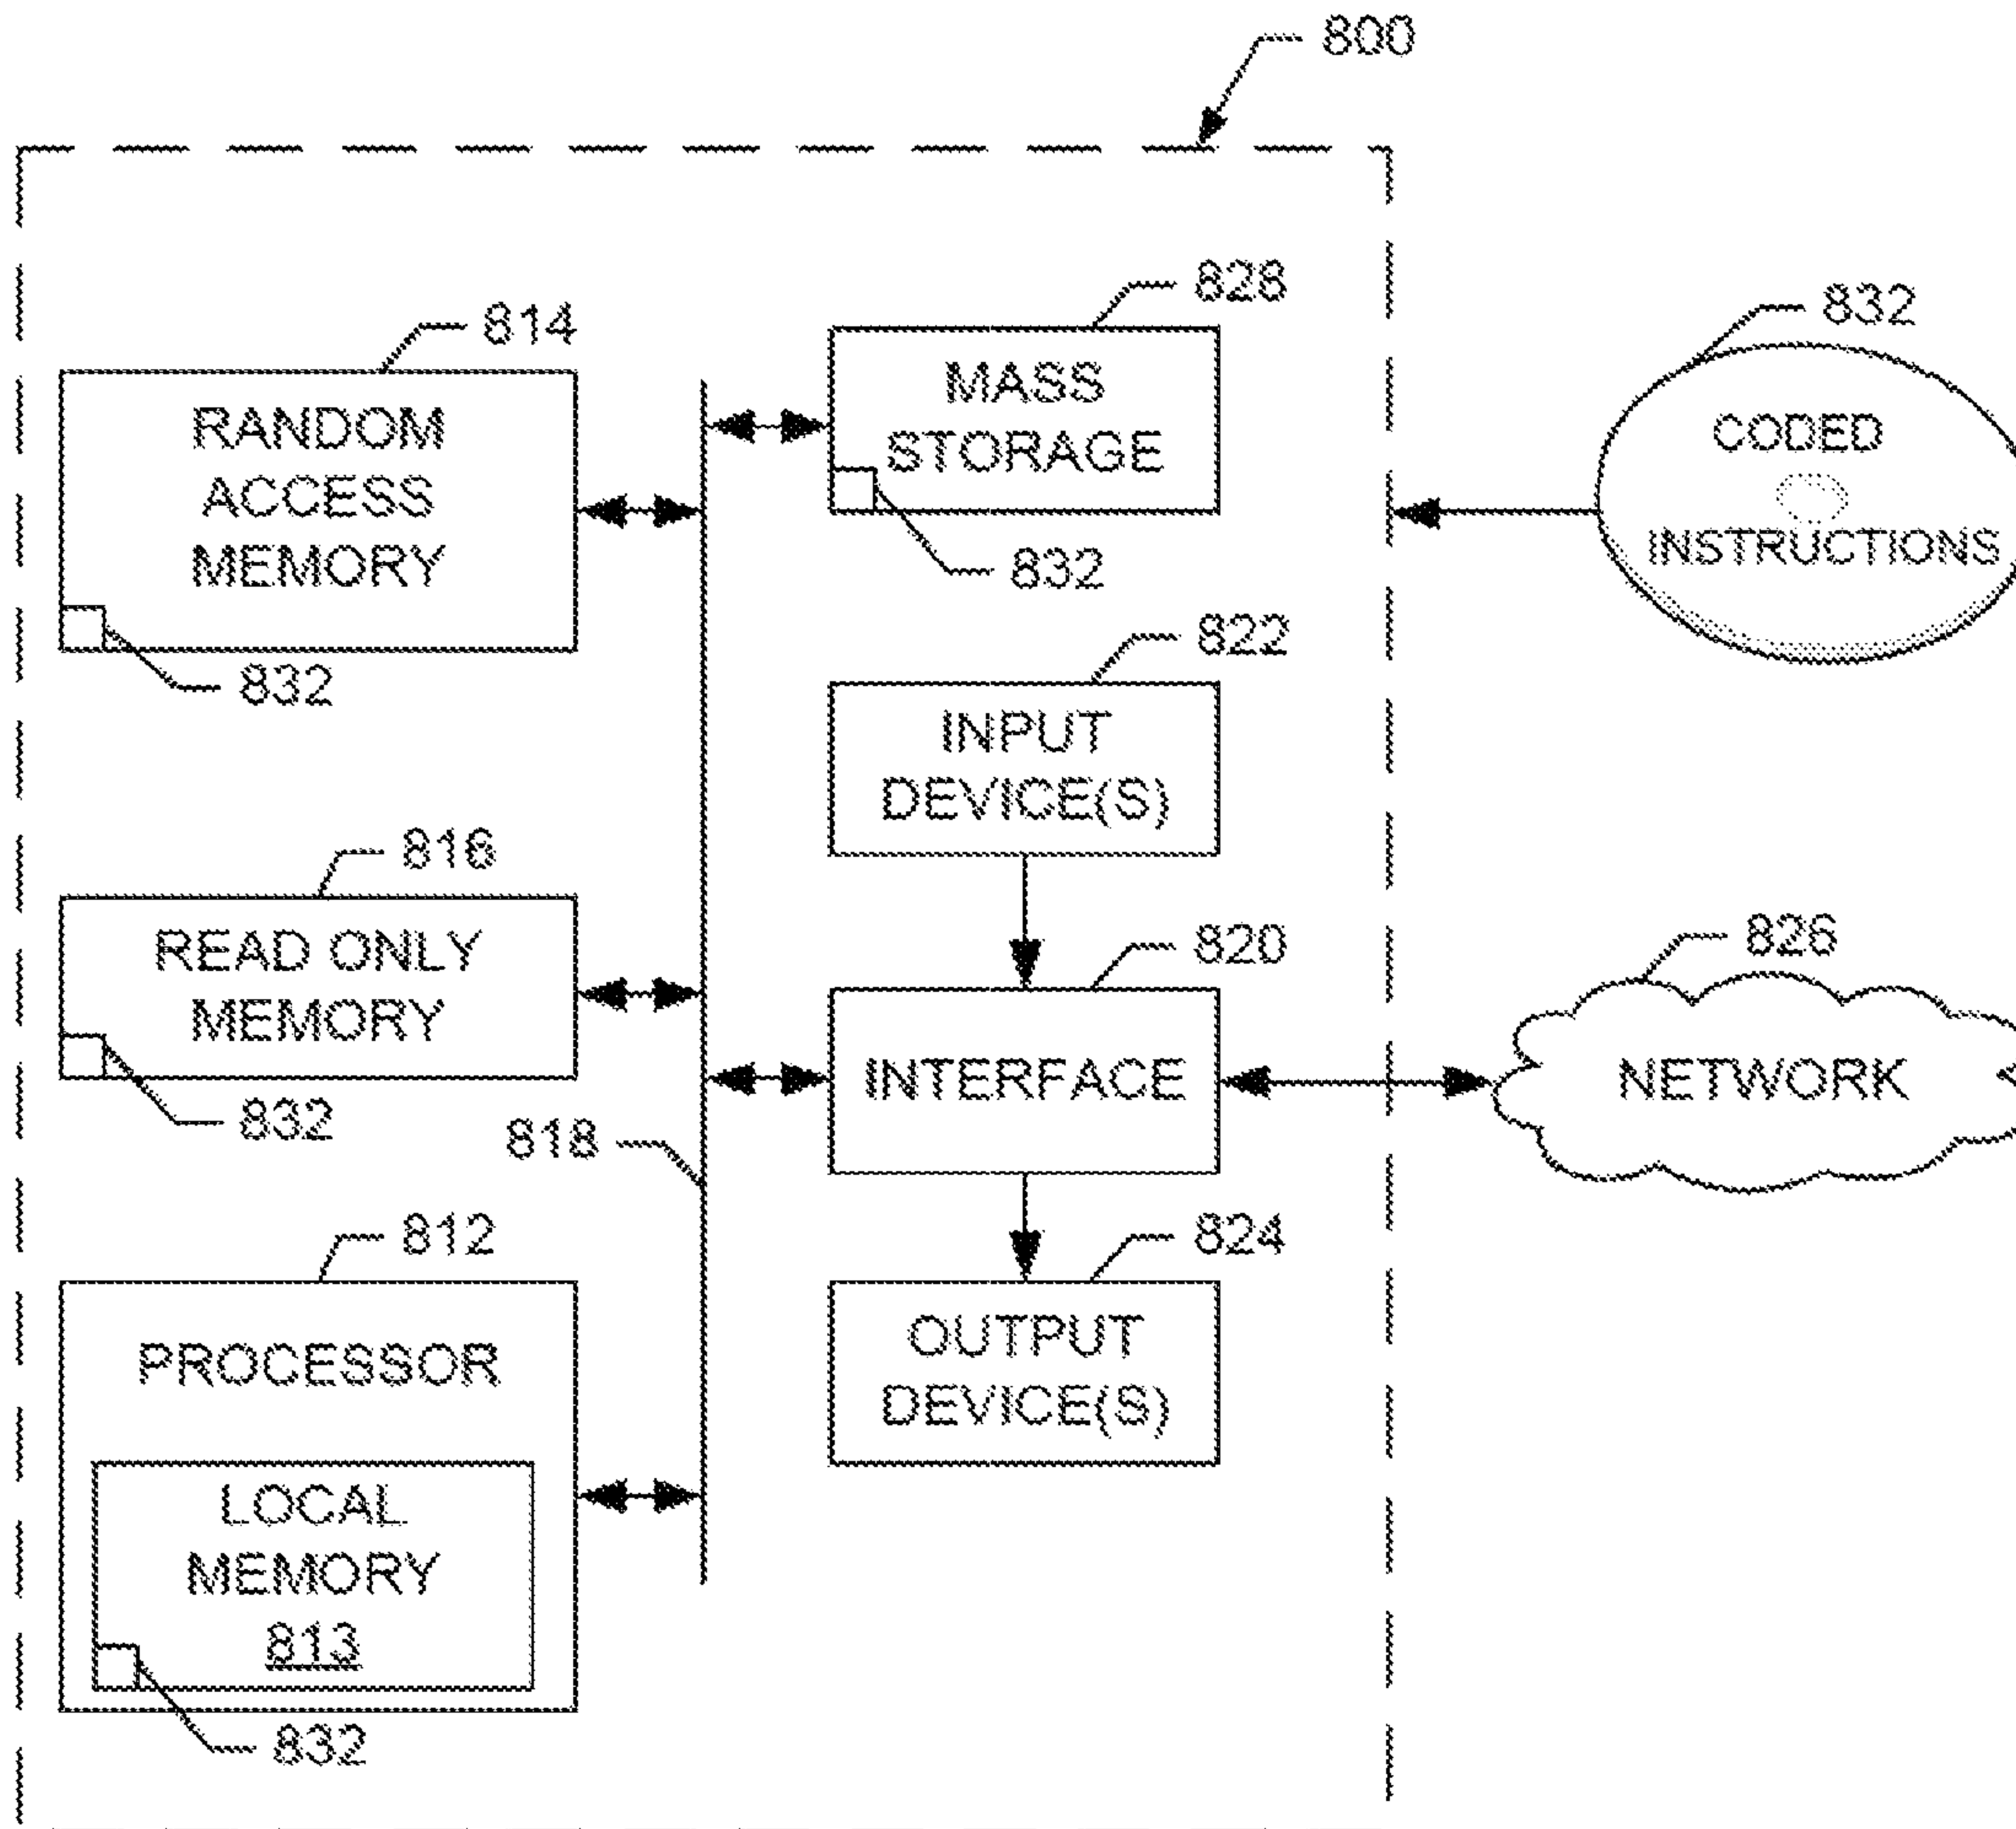 800
828
MASS
STORAGE
832
814
RANDOM
ACCESS
MEMORY
832
832
CODED
INSTRUCTIONS
822
INPUT
DEVICE(S)
816
READ ONLY
MEMORY
832
820
INTERFACE
818
826
NETWORK
812
PROCESSOR
LOCAL
MEMORY
813
832
824
OUTPUT
DEVICE(S)